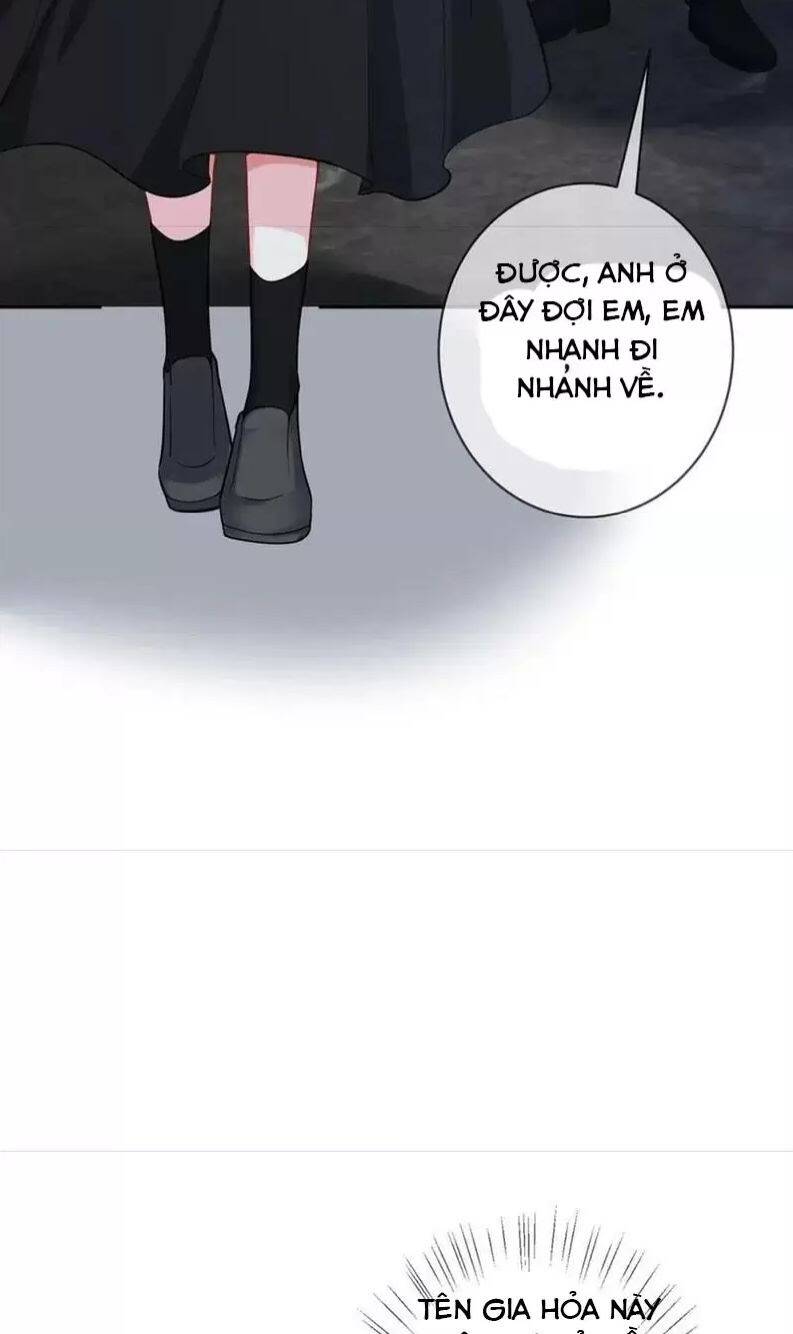 ĐƯỢC, ANH Ở
ĐÂY ĐỢI EM, EM
NHANH ĐI
NHANH VỀ.
TÊN GIA HỎA NÀY